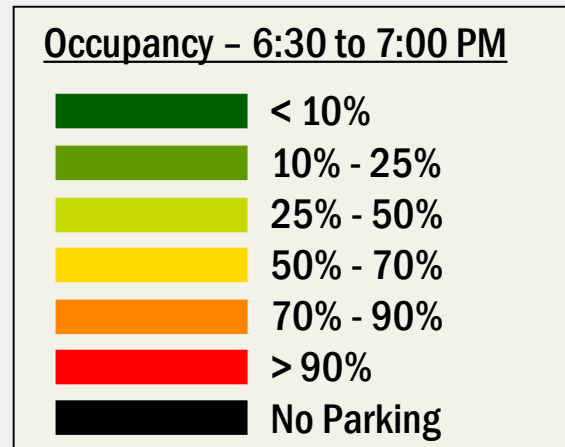 Occupancy – 6:30 to 7:00 PM
< 10%
10% - 25%
25% - 50%
50% - 70%
70% - 90%
> 90%
No Parking